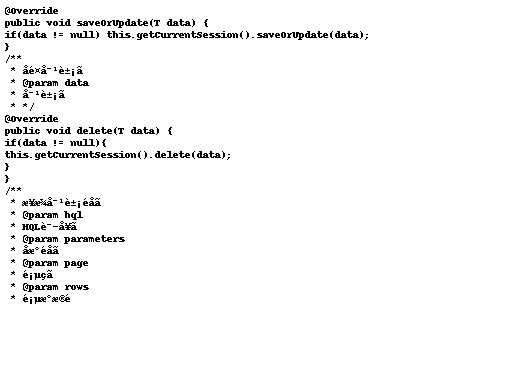 @Override
public void saveOrUpdate(T data) {
if(data != null) this.getCurrentSession().saveOrUpdate(data);
}
/**
* å é¤å¯¹è±¡ã
* @param data
* å¯¹è±¡ã
* */
@Override
public void delete(T data) {
if(data != null){
this.getCurrentSession().delete(data);
}
}
/**
* æ¥æ¾å¯¹è±¡éåã
* @param hql
* HQLè¯­å¥ã
* @param parameters
* åæ°éåã
* @param page
* é¡µç ã
* @param rows
* é¡µæ°æ®é